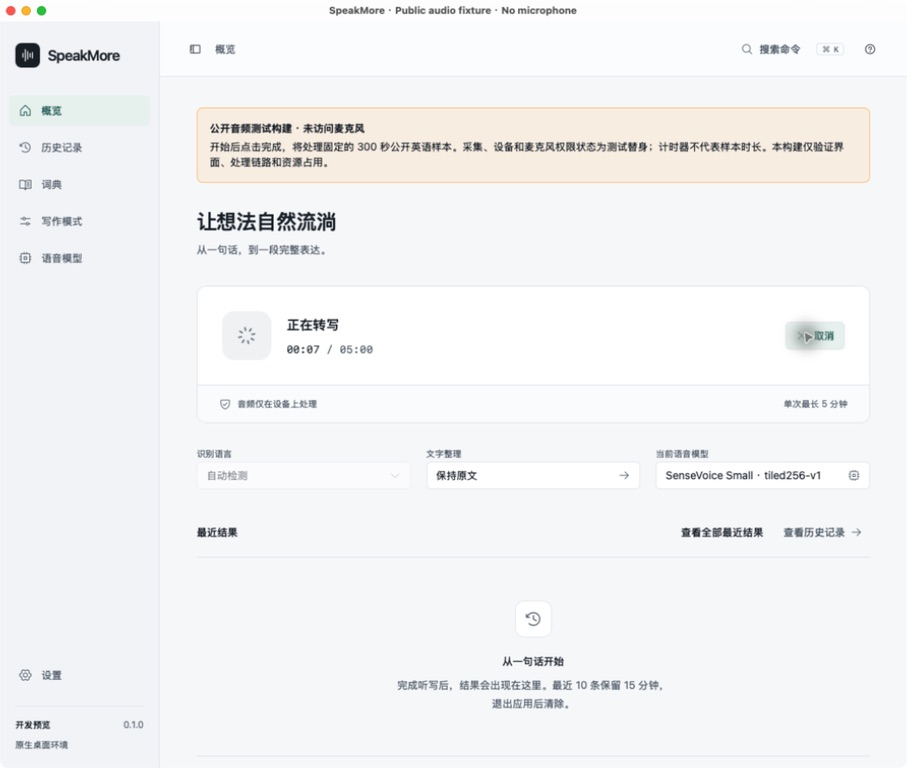 SpeakMore · Public audio fixture · No microphone
SpeakMore
概览
搜索命令
⌘ K
概览
历史记录
词典
写作模式
语音模型
公开音频测试构建 · 未访问麦克风
开始后点击完成，将处理固定的 300 秒公开英语样本。采集、设备和麦克风权限状态为测试替身；计时器不代表样本时长。本构建仅验证界
面、处理链路和资源占用。
让想法自然流淌
从一句话，到一段完整表达。
正在转写
00:07 / 05:00
取消
音频仅在设备上处理
单次最长 5 分钟
识别语言
文字整理
当前语音模型
自动检测
保持原文
SenseVoice Small · tiled256-v1
最近结果
查看全部最近结果
查看历史记录
从一句话开始
完成听写后，结果会出现在这里。最近 10 条保留 15 分钟，
退出应用后清除。
设置
开发预览
0.1.0
原生桌面环境